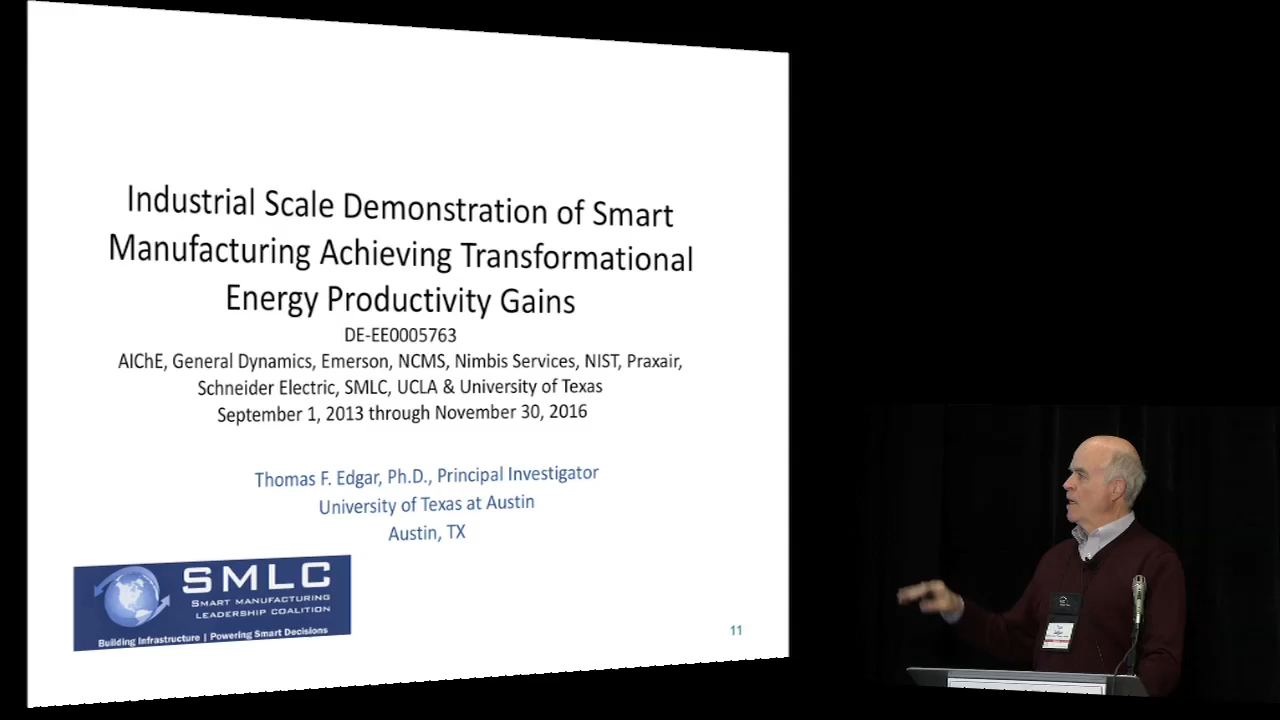 Industrial Scale Demonstration of Smart
Manufacturing Achieving Transformational
Energy Productivity Gains
DE-EE0005763
AIChE, General Dynamics, Emerson, NCMS, Nimbis Services, NIST, Praxair,
Schneider Electric, SMLC, UCLA & University of Texas
September 1, 2013 through November 30, 2016
Thomas F. Edgar, Ph.D., Principal Investigator
University of Texas at Austin
Austin, TX
SMLC
SMART MANUFACTURING
LEADERSHIP COALITION
Building Infrastructure | Powering Smart Decisions
11